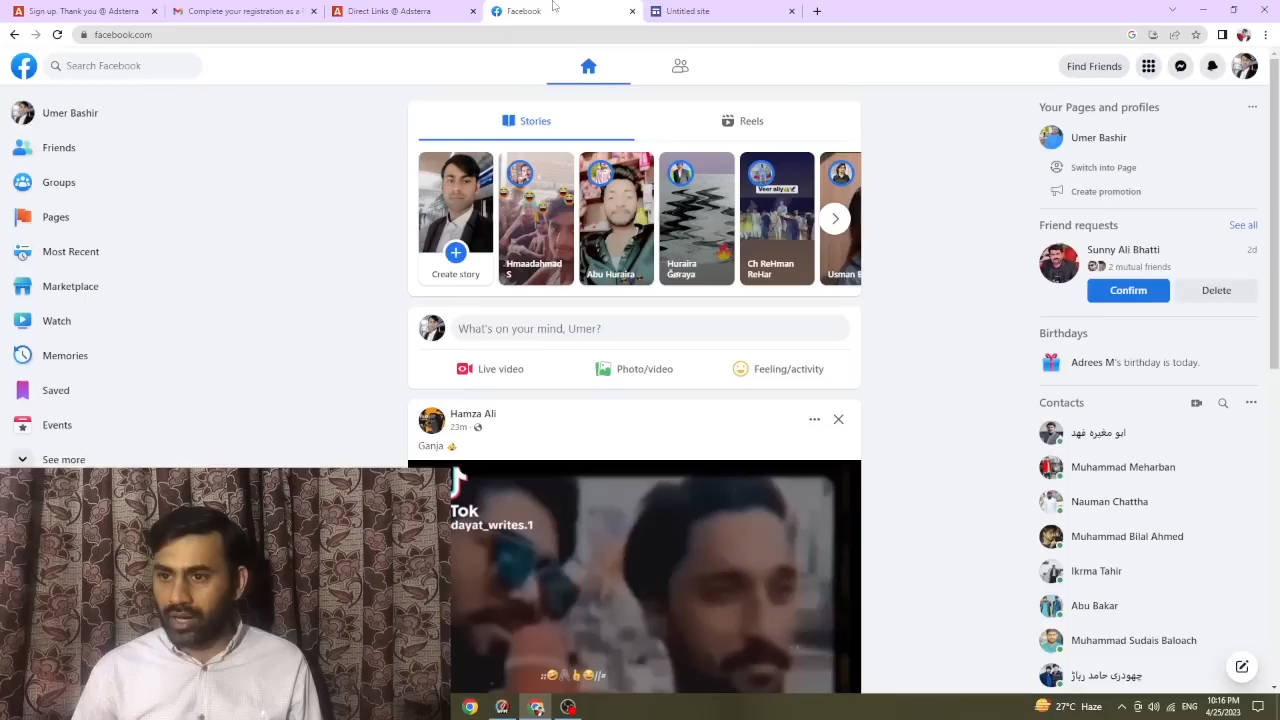 Sign up. Thank you @ Adsterra
Complete your registration as a
Direct Links @ Adsterra
Facebook
Untitled site
facebook.com
Search Facebook
Find Friends
Umer Bashir
Friends
Groups
Pages
Most Recent
Marketplace
Watch
Memories
Saved
Events
See more
Stories
Reels
Create story
Hmaadahmad
S
Abu Huraira
Huraira
Ğøraya
Veer ally
Ch ReHman
ReHar
Usman
What's on your mind, Umer?
Live video
Photo/video
Feeling/activity
Hamza Ali
23m ·
Ganja
Tok
dayat_writes.1
Your Pages and profiles
Umer Bashir
Switch into Page
Create promotion
Friend requests
See all
Sunny Ali Bhatti
2d
2 mutual friends
Confirm
Delete
Birthdays
Adrees M's birthday is today.
Contacts
ابو مغیرہ فهد
Muhammad Meharban
Nauman Chattha
Muhammad Bilal Ahmed
Ikrma Tahir
Abu Bakar
Muhammad Sudais Baloach
27°C Haze
ENG
10:16 PM
4/25/2023